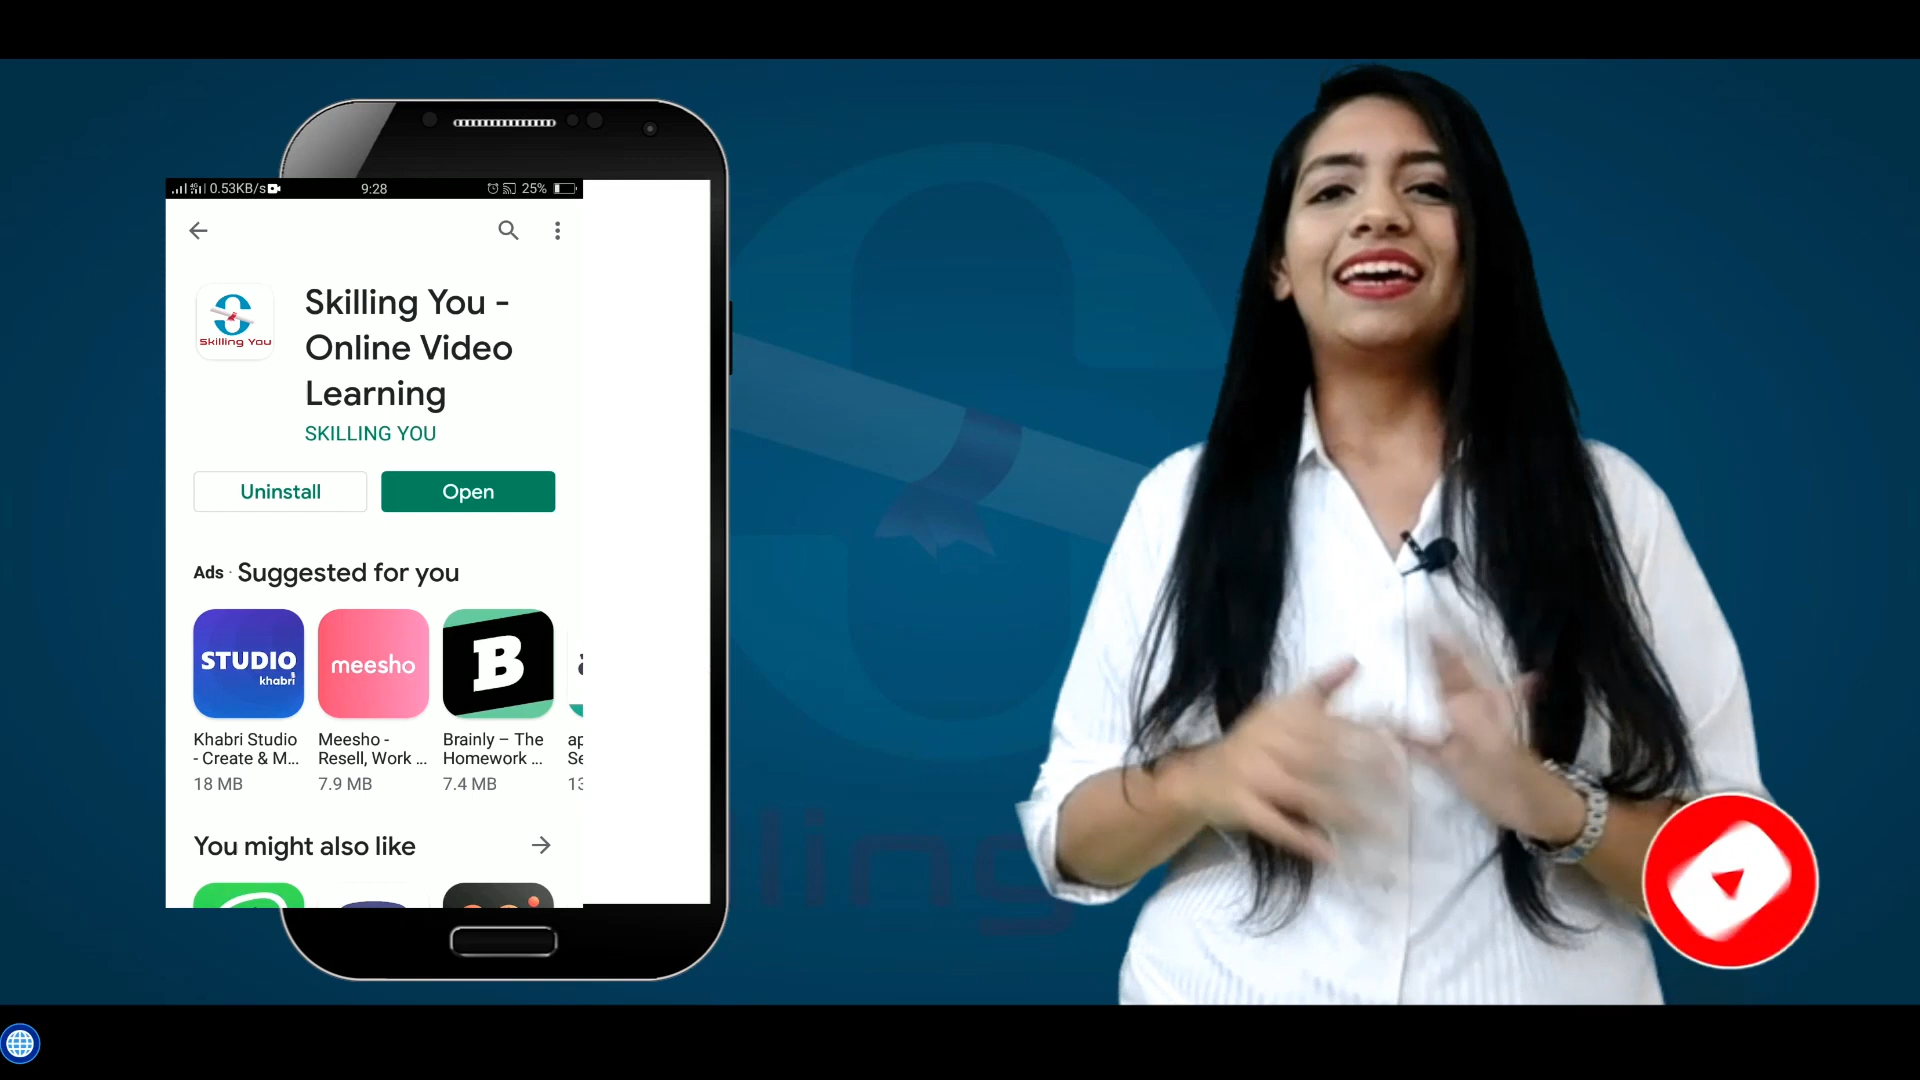 0.53KB/s 9:28 25%
Skilling You -
Online Video
Learning
SKILLING YOU
Skilling You
Uninstall Open
Ads · Suggested for you
STUDIO
khabri
meesho
B
Khabri Studio
- Create & M...
18 MB
Meesho -
Resell, Work ...
7.9 MB
Brainly – The
Homework ...
7.4 MB
You might also like
lling